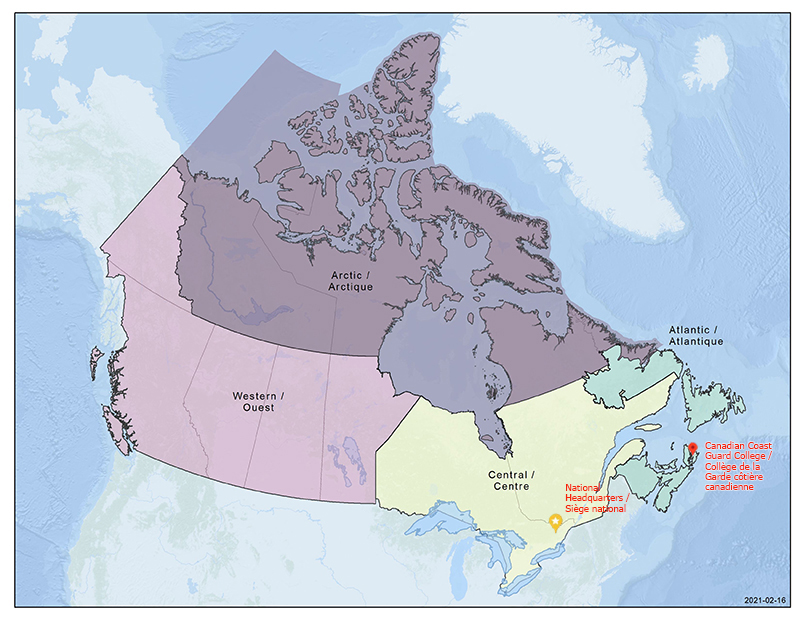 Arctic /
Arctique
Atlantic /
Atlantique
Western /
Ouest
Canadian Coast
Guard College /
Collège de la
Garde côtière
canadienne
Central /
Centre
National
Headquarters /
Siège national
2021-02-16